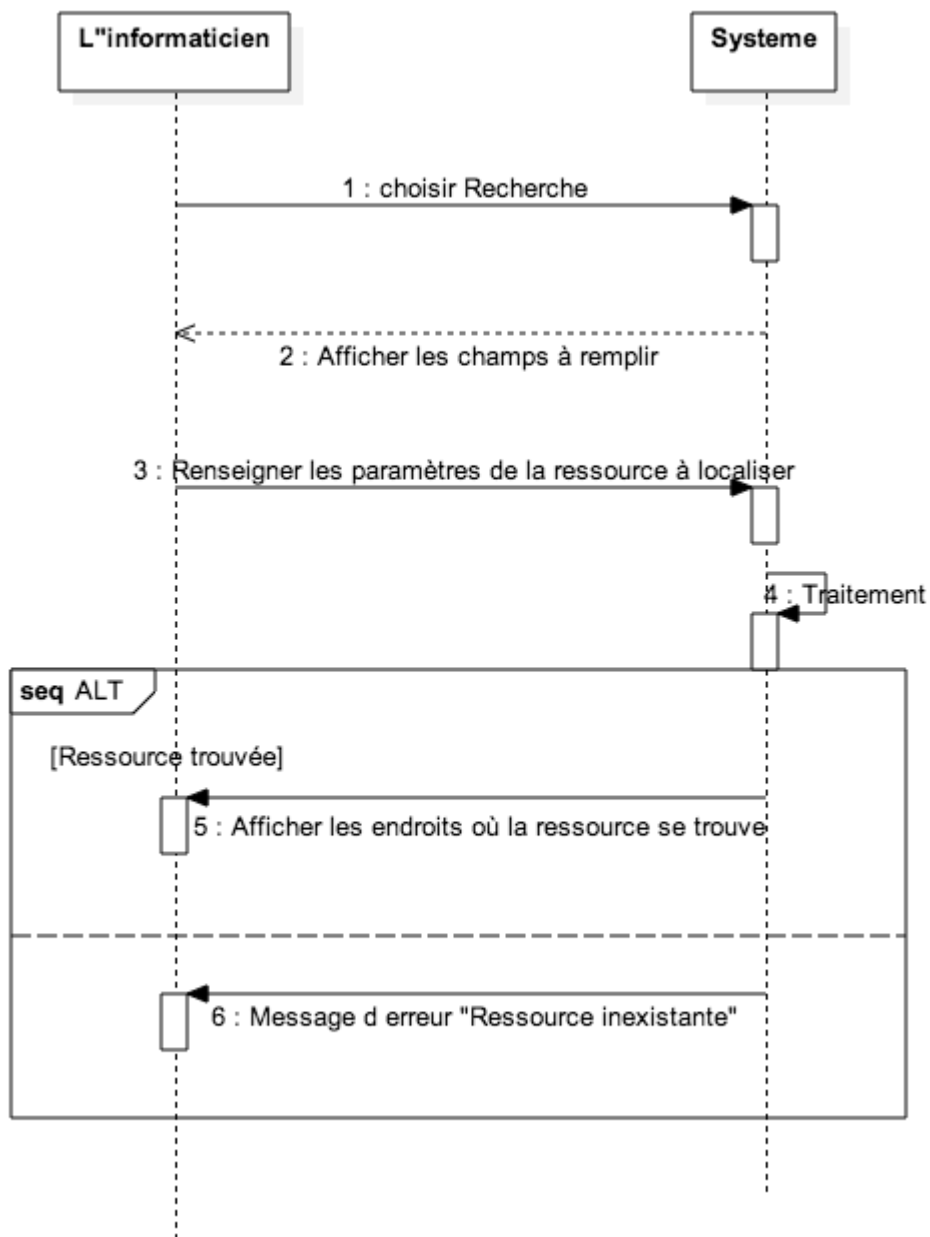 L"informaticien
Systeme
1 : choisir Recherche
2 : Afficher les champs à remplir
3 : Renseigner les paramètres de la ressource à localiser
4 : Traitement
seq ALT
[Ressource trouvée]
5 : Afficher les endroits où la ressource se trouve
6 : Message d erreur "Ressource inexistante"